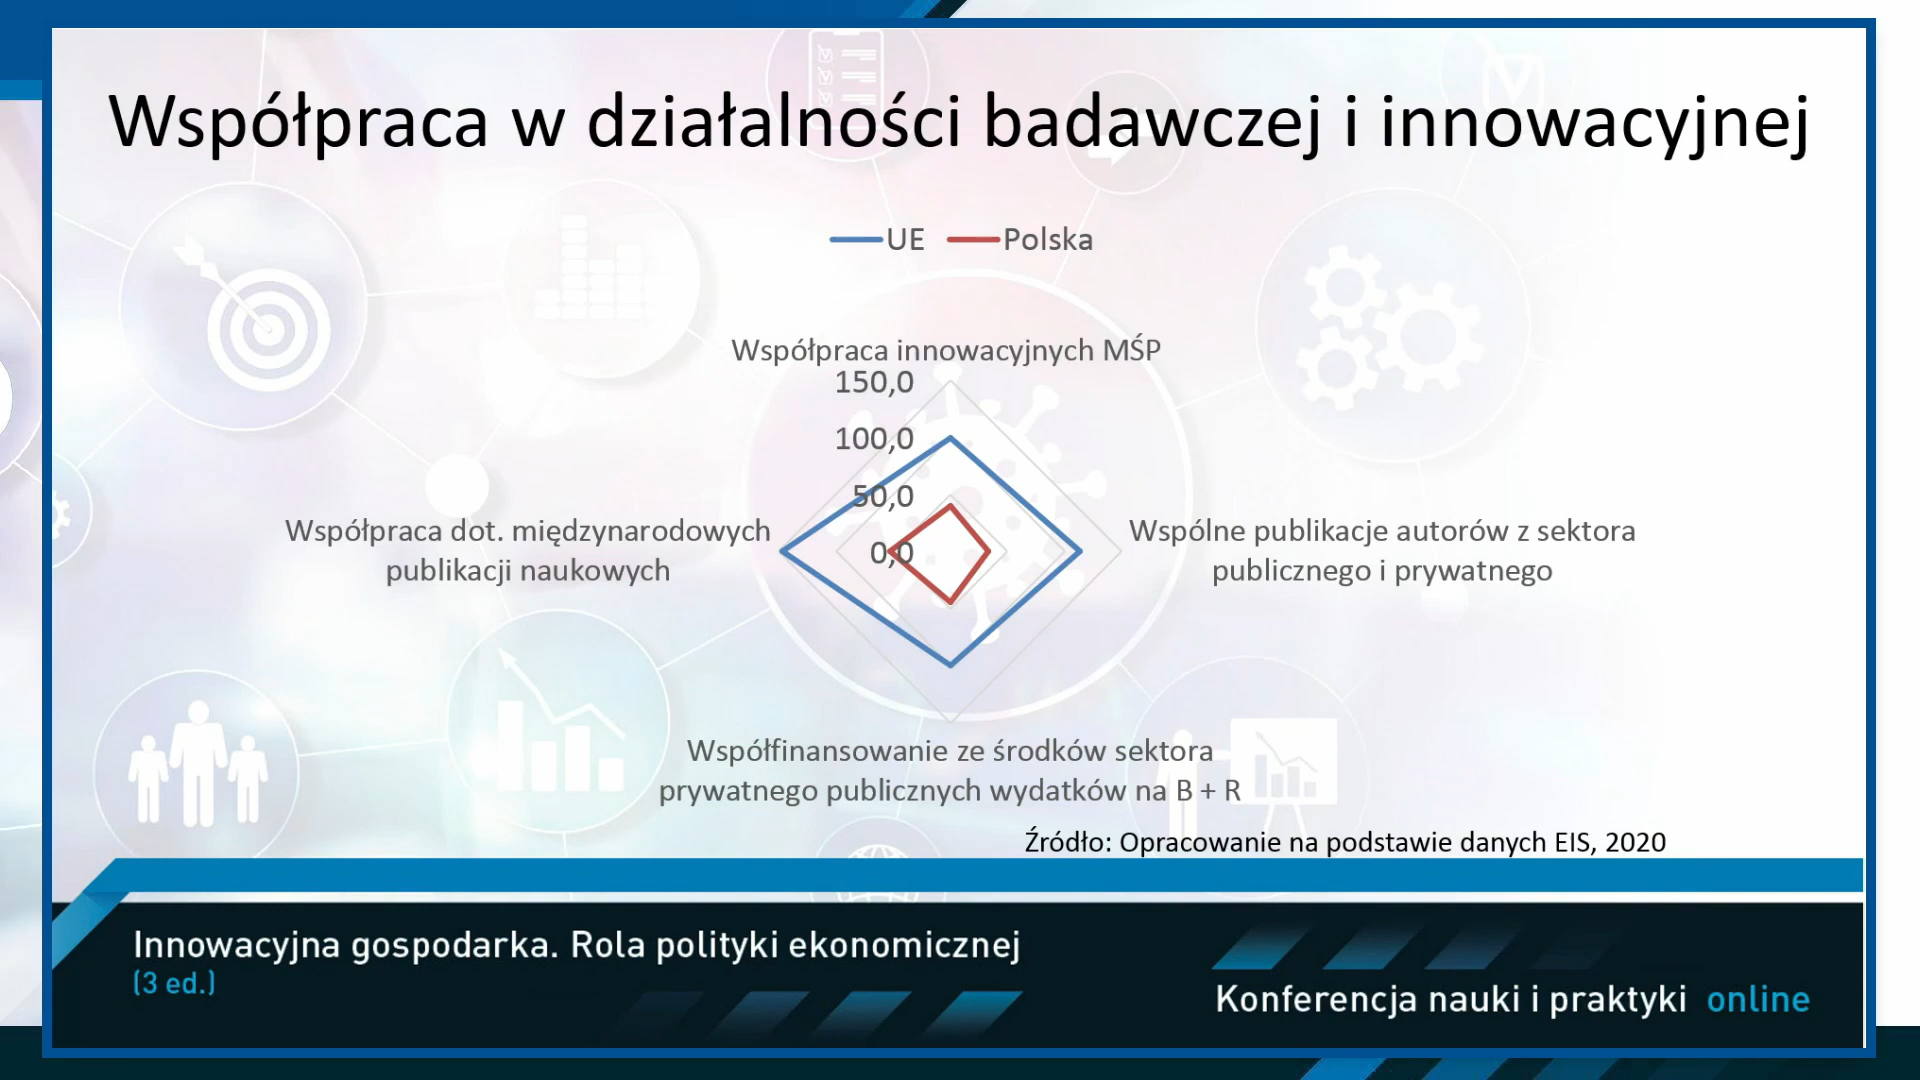 Współpraca w działalności badawczej i innowacyjnej
UE Polska
Współpraca innowacyjnych MŚP
150,0
100,0
50,0
0,0
Współpraca dot. międzynarodowych
publikacji naukowych
Wspólne publikacje autorów z sektora
publicznego i prywatnego
Współfinansowanie ze środków sektora
prywatnego publicznych wydatków na B + R
Źródło: Opracowanie na podstawie danych EIS, 2020
Innowacyjna gospodarka. Rola polityki ekonomicznej
(3 ed.)
Konferencja nauki i praktyki online